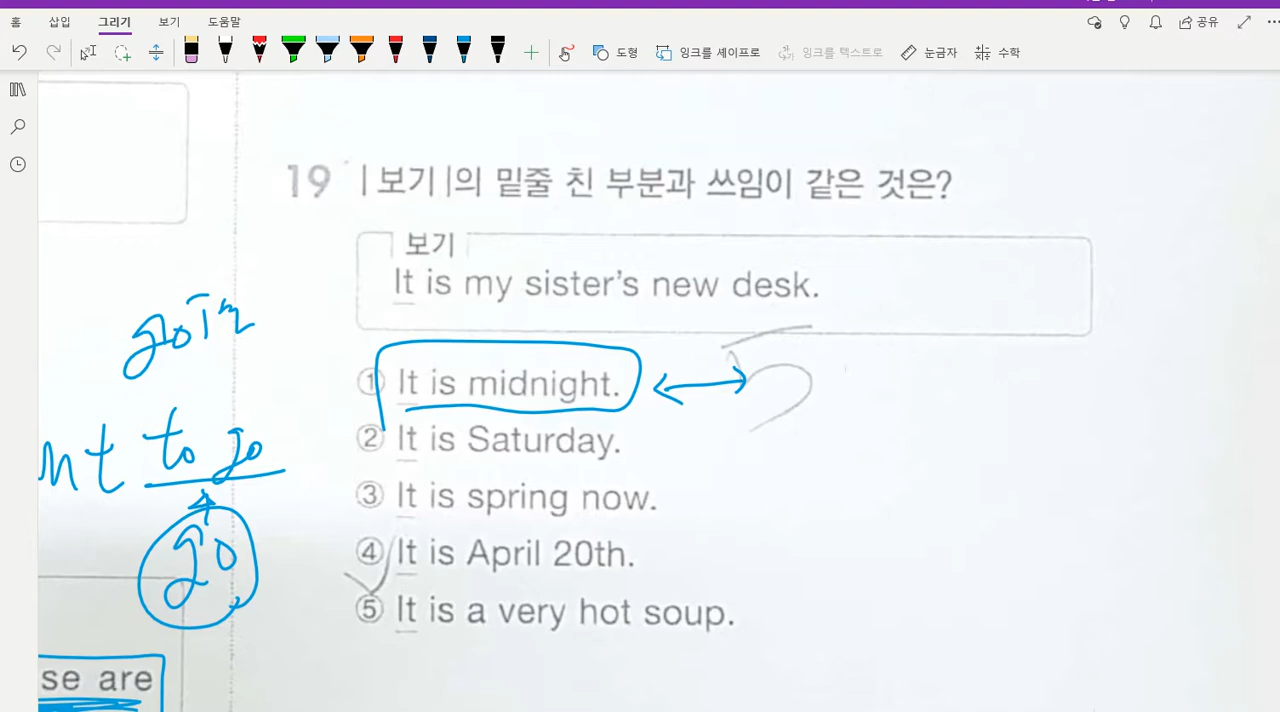 홈 삽입 그리기 보기 도움말 공유
도형 잉크를 셰이프로 잉크를 텍스트로 눈금자 수학
19 | 보기 |의 밑줄 친 부분과 쓰임이 같은 것은?
보기
It is my sister's new desk.
① It is midnight.
② It is Saturday.
③ It is spring now.
④ It is April 20th.
⑤ It is a very hot soup.
to go
go
se are